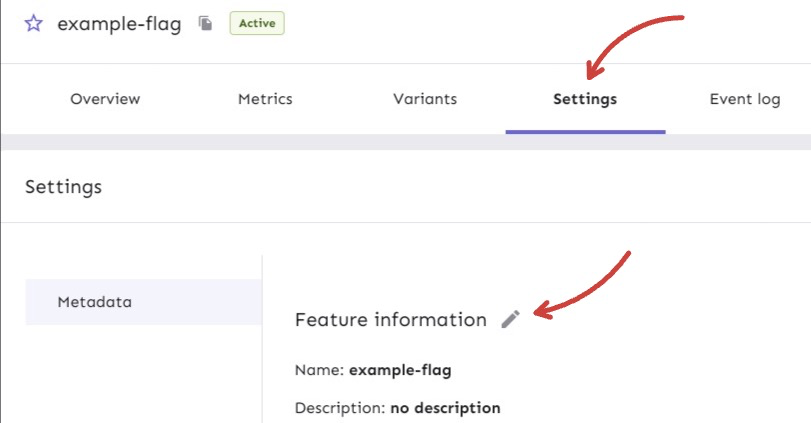 example-flag Active
Overview Metrics Variants Settings Event log
Settings
Metadata
Feature information
Name: example-flag
Description: no description